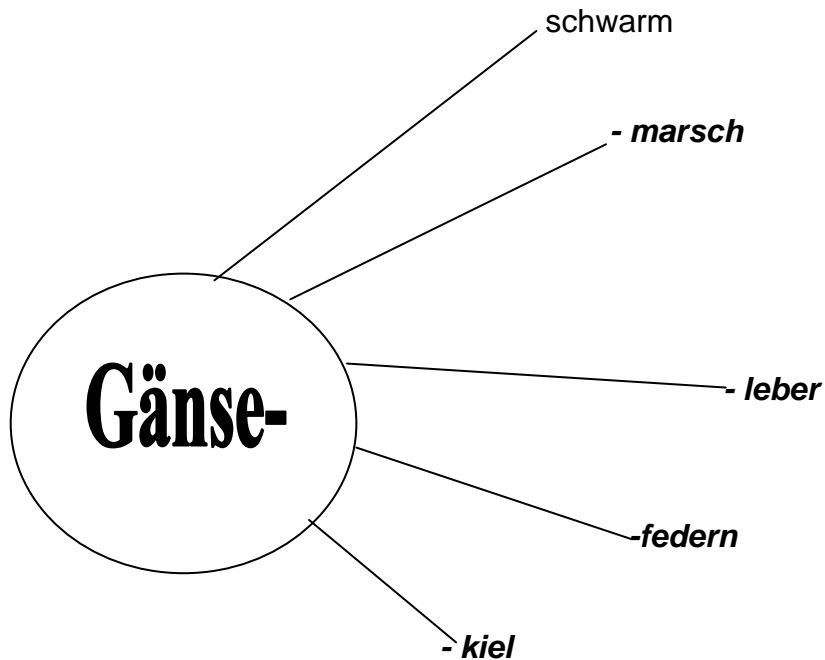 schwarm
- marsch
- leber
Gänse-
-federn
- kiel